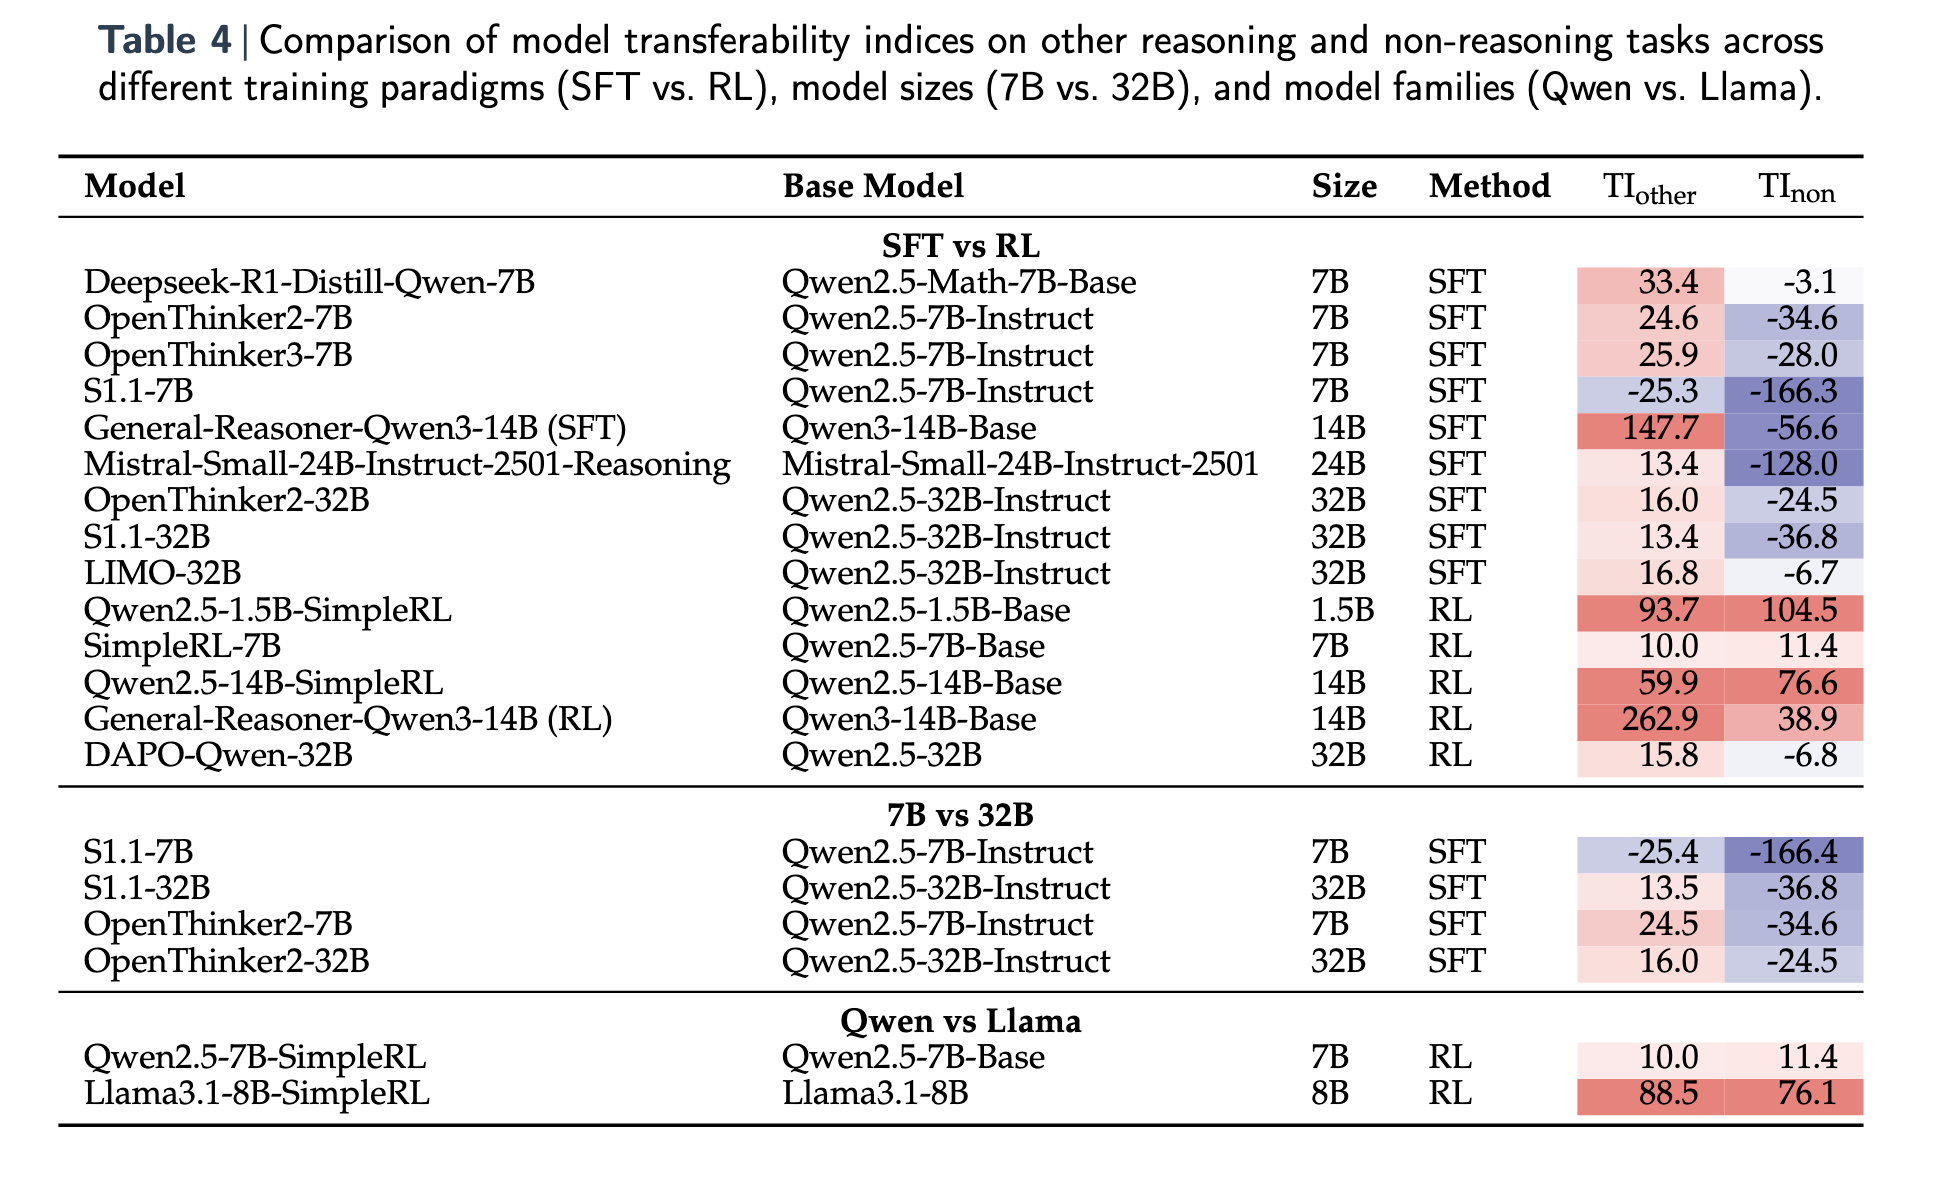 Table 4 | Comparison of model transferability indices on other reasoning and non-reasoning tasks across
different training paradigms (SFT vs. RL), model sizes (7B vs. 32B), and model families (Qwen vs. Llama).
Model Base Model Size Method TIother TInon
SFT vs RL
Deepseek-R1-Distill-Qwen-7B Qwen2.5-Math-7B-Base 7B SFT 33.4 -3.1
OpenThinker2-7B Qwen2.5-7B-Instruct 7B SFT 24.6 -34.6
OpenThinker3-7B Qwen2.5-7B-Instruct 7B SFT 25.9 -28.0
S1.1-7B Qwen2.5-7B-Instruct 7B SFT -25.3 -166.3
General-Reasoner-Qwen3-14B (SFT) Qwen3-14B-Base 14B SFT 147.7 -56.6
Mistral-Small-24B-Instruct-2501-Reasoning Mistral-Small-24B-Instruct-2501 24B SFT 13.4 -128.0
OpenThinker2-32B Qwen2.5-32B-Instruct 32B SFT 16.0 -24.5
S1.1-32B Qwen2.5-32B-Instruct 32B SFT 13.4 -36.8
LIMO-32B Qwen2.5-32B-Instruct 32B SFT 16.8 -6.7
Qwen2.5-1.5B-SimpleRL Qwen2.5-1.5B-Base 1.5B RL 93.7 104.5
SimpleRL-7B Qwen2.5-7B-Base 7B RL 10.0 11.4
Qwen2.5-14B-SimpleRL Qwen2.5-14B-Base 14B RL 59.9 76.6
General-Reasoner-Qwen3-14B (RL) Qwen3-14B-Base 14B RL 262.9 38.9
DAPO-Qwen-32B Qwen2.5-32B 32B RL 15.8 -6.8
7B vs 32B
S1.1-7B Qwen2.5-7B-Instruct 7B SFT -25.4 -166.4
S1.1-32B Qwen2.5-32B-Instruct 32B SFT 13.5 -36.8
OpenThinker2-7B Qwen2.5-7B-Instruct 7B SFT 24.5 -34.6
OpenThinker2-32B Qwen2.5-32B-Instruct 32B SFT 16.0 -24.5
Qwen vs Llama
Qwen2.5-7B-SimpleRL Qwen2.5-7B-Base 7B RL 10.0 11.4
Llama3.1-8B-SimpleRL Llama3.1-8B 8B RL 88.5 76.1